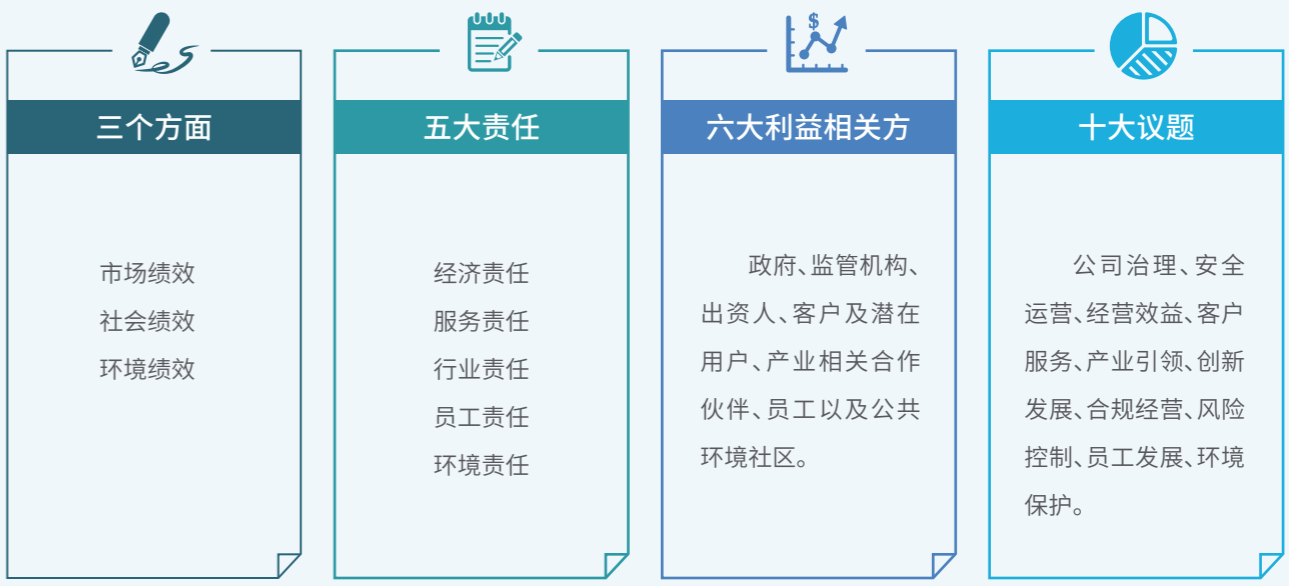 三个方面
市场绩效
社会绩效
环境绩效
五大责任
经济责任
服务责任
行业责任
员工责任
环境责任
六大利益相关方
政府、监管机构、
出资人、客户及潜在
用户、产业相关合作
伙伴、员工以及公共
环境社区。
$
十大议题
公司治理、安全
运营、经营效益、客户
服务、产业引领、创新
发展、合规经营、风险
控制、员工发展、环境
保护。